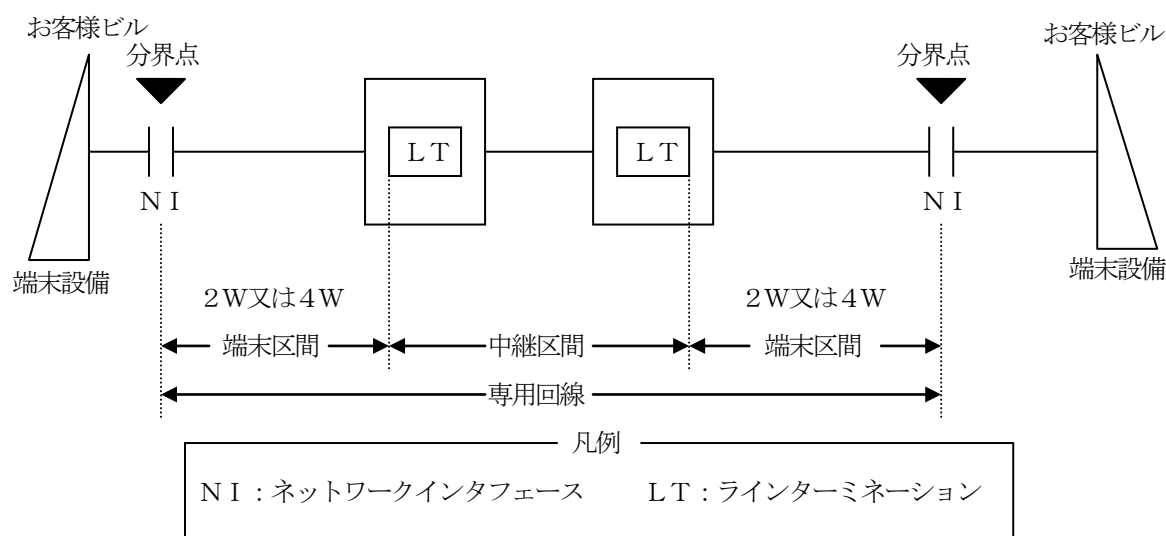 お客様ビル
お客様ビル
分界点
分界点
ＬＴ
ＬＴ
ＮＩ
ＮＩ
端末設備
端末設備
２Ｗ又は４Ｗ
２Ｗ又は４Ｗ
端末区間
中継区間
端末区間
専用回線
凡例
ＮＩ：ネットワークインタフェース　ＬＴ：ラインターミネーション